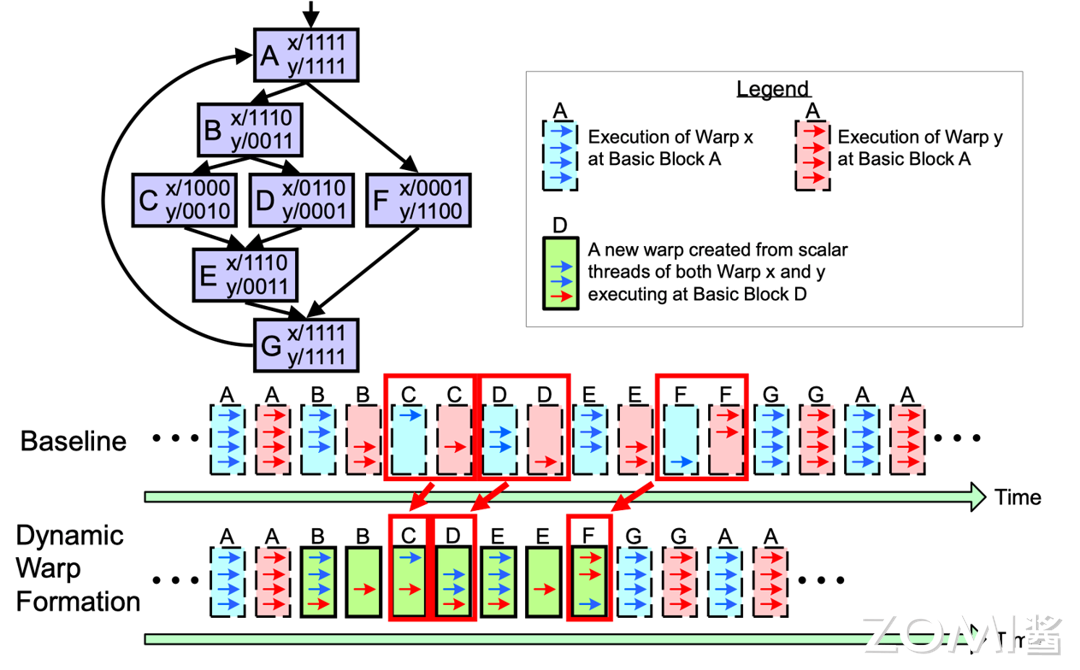 A x/1111
y/1111
B x/1110
y/0011
C x/1000
y/0010
D x/0110
y/0001
F x/0001
y/1100
E x/1110
y/0011
G x/1111
y/1111
Legend
A
Execution of Warp x
at Basic Block A
A
Execution of Warp y
at Basic Block A
D
A new warp created from scalar
threads of both Warp x and y
executing at Basic Block D
A A B B C C D D E E F F G G A A
Baseline
Time
A A B B C D E E F G G A A
Dynamic
Warp
Formation
Time
ZOMI酱